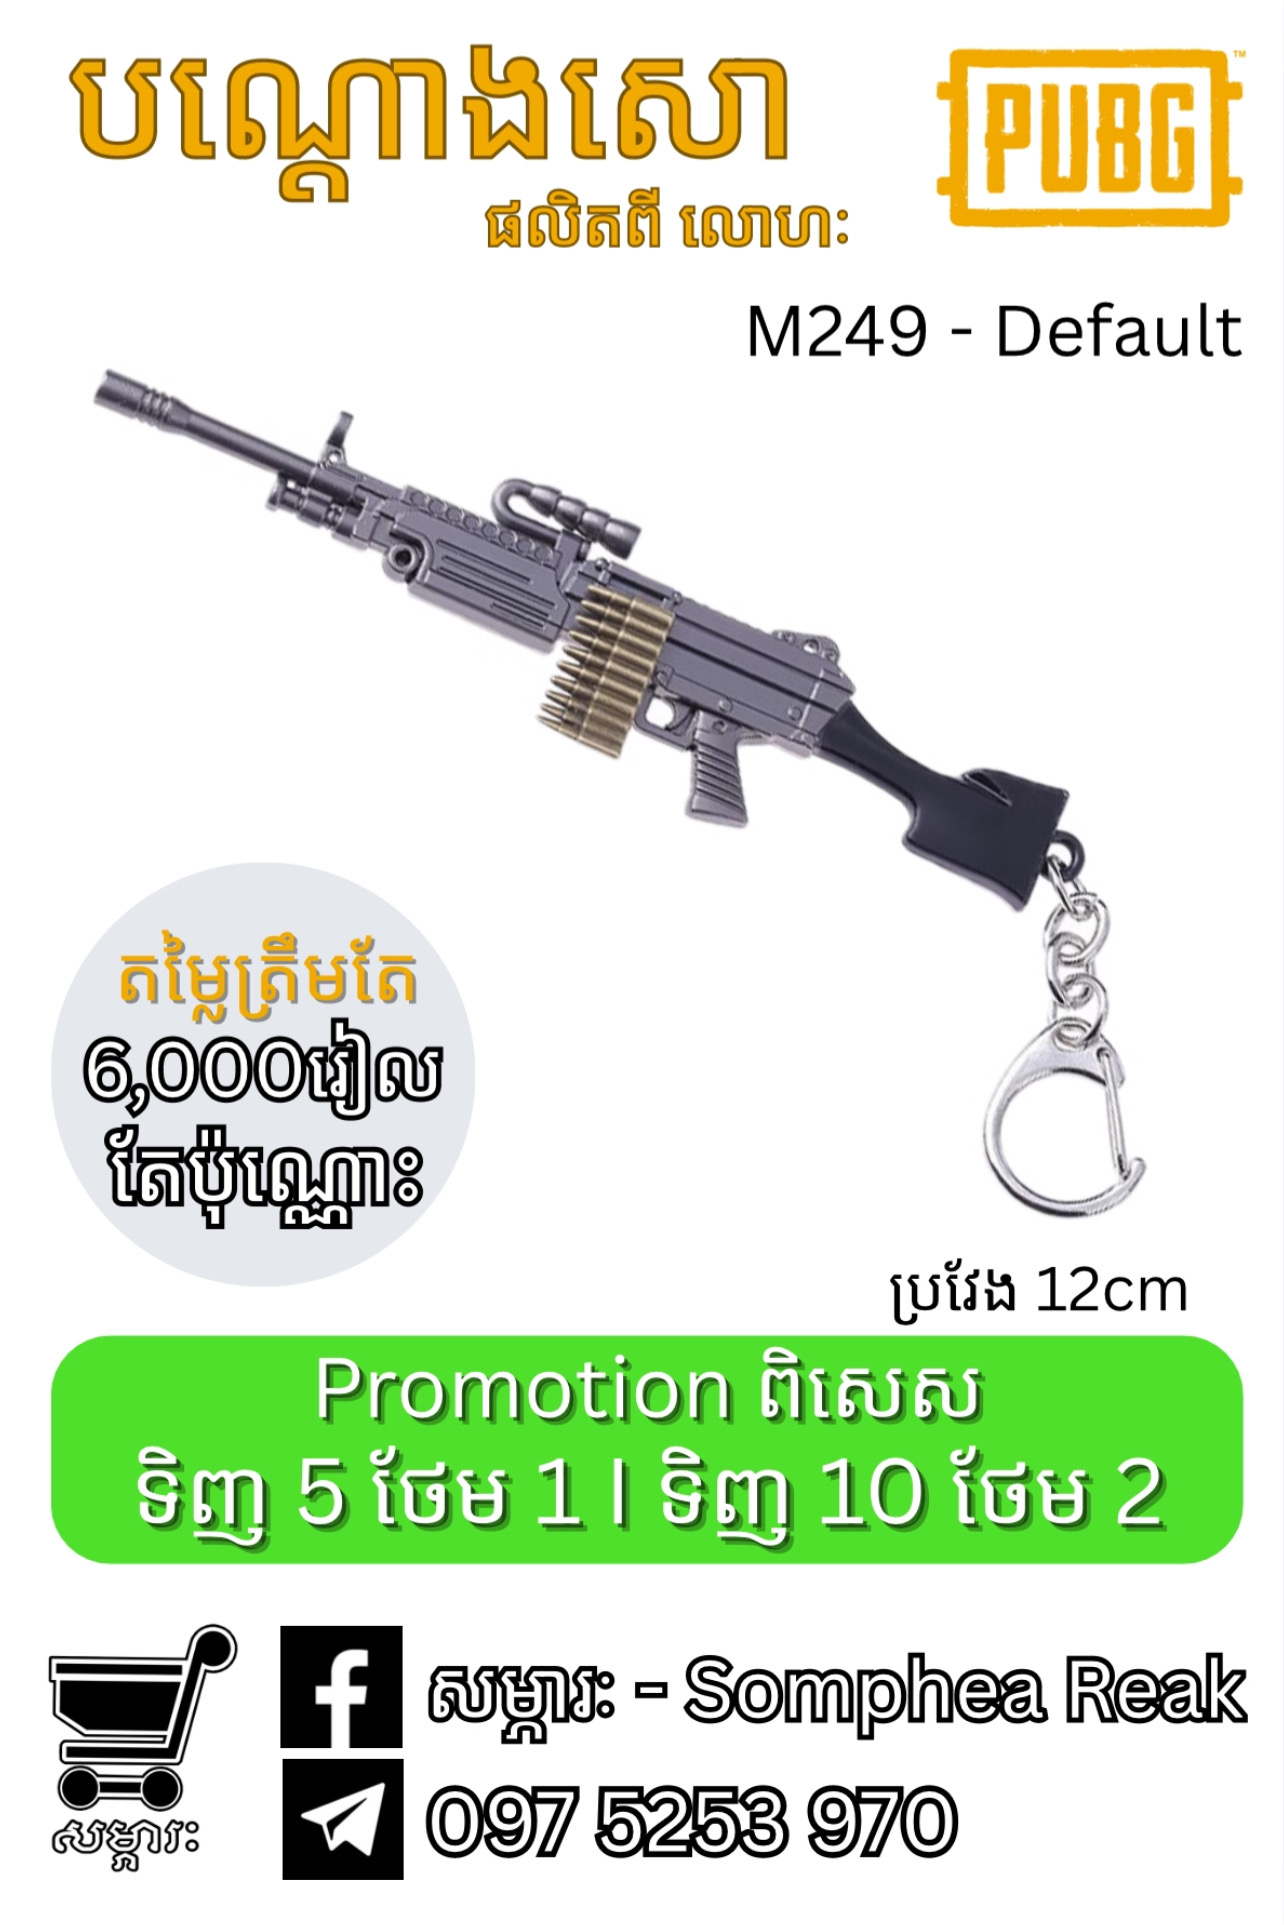 បណ្ដោងសោ
PUBG™
ផលិតពី លោហៈ
M249 - Default
តម្លៃត្រឹមតែ
6,000រៀល
តែប៉ុណ្ណោះ
ប្រវែង 12cm
Promotion ពិសេស
ទិញ 5 ថែម 1 | ទិញ 10 ថែម 2
សម្ភារៈ - Somphea Reak
097 5253 970
សម្ភារៈ